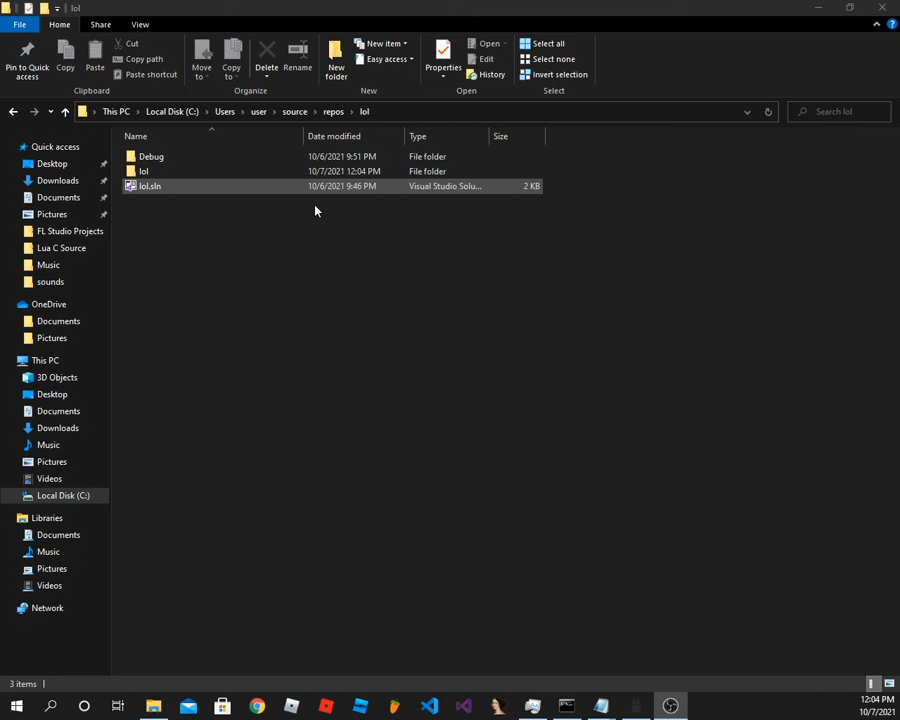 lol
File Home Share View
Pin to Quick access
Copy
Paste
Cut
Copy path
Paste shortcut
Clipboard
Move to
Copy to
Delete
Rename
Organize
New folder
New item
Easy access
New
Properties
Open
Edit
History
Open
Select all
Select none
Invert selection
Select
This PC > Local Disk (C:) > Users > user > source > repos > lol
Search lol
Name Date modified Type Size
Debug 10/6/2021 9:51 PM File folder
lol 10/7/2021 12:04 PM File folder
lol.sln 10/6/2021 9:46 PM Visual Studio Solu... 2 KB
Quick access
Desktop
Downloads
Documents
Pictures
FL Studio Projects
Lua C Source
Music
sounds
OneDrive
Documents
Pictures
This PC
3D Objects
Desktop
Documents
Downloads
Music
Pictures
Videos
Local Disk (C:)
Libraries
Documents
Music
Pictures
Videos
Network
3 items
12:04 PM
10/7/2021